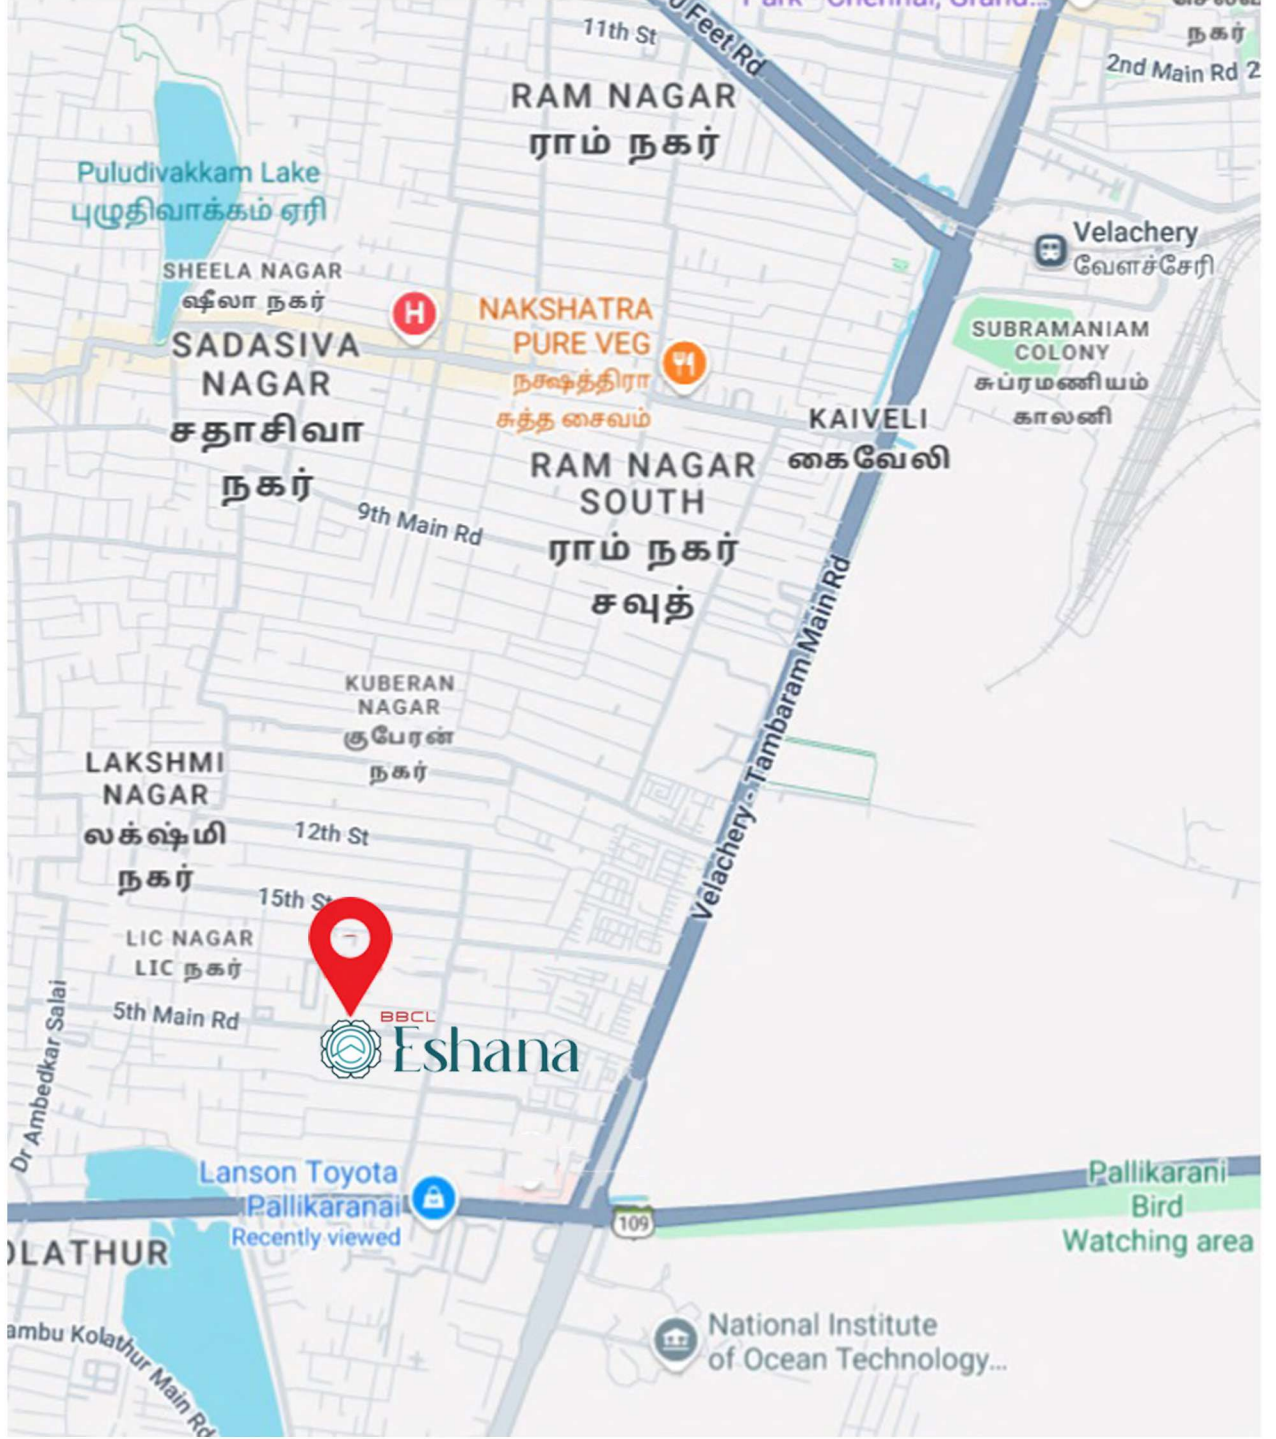 Feet Rd
11th St
நகர்
2nd Main Rd
RAM NAGAR
ராம் நகர்
Puludivakkam Lake
புழுதிவாக்கம் ஏரி
Velachery
வேளச்சேரி
SHEELA NAGAR
ஷீலா நகர்
H
NAKSHATRA
PURE VEG
நக்ஷத்திரா
சுத்த சைவம்
SUBRAMANIAM
COLONY
சுப்ரமணியம்
காலனி
SADASIVA
NAGAR
சதாசிவா
நகர்
KAIVELI
கைவேலி
RAM NAGAR
SOUTH
ராம் நகர்
சவுத்
9th Main Rd
Velachery - Tambaram Main Rd
KUBERAN
NAGAR
குபேரன்
நகர்
LAKSHMI
NAGAR
லக்ஷ்மி
நகர்
12th St
15th St
LIC NAGAR
LIC நகர்
5th Main Rd
BBCL
Eshana
Dr Ambedkar Salai
Lanson Toyota
Pallikaranai
Recently viewed
109
Pallikarani
Bird
Watching area
OLATHUR
ambu Kolathur Main Rd
National Institute
of Ocean Technology...